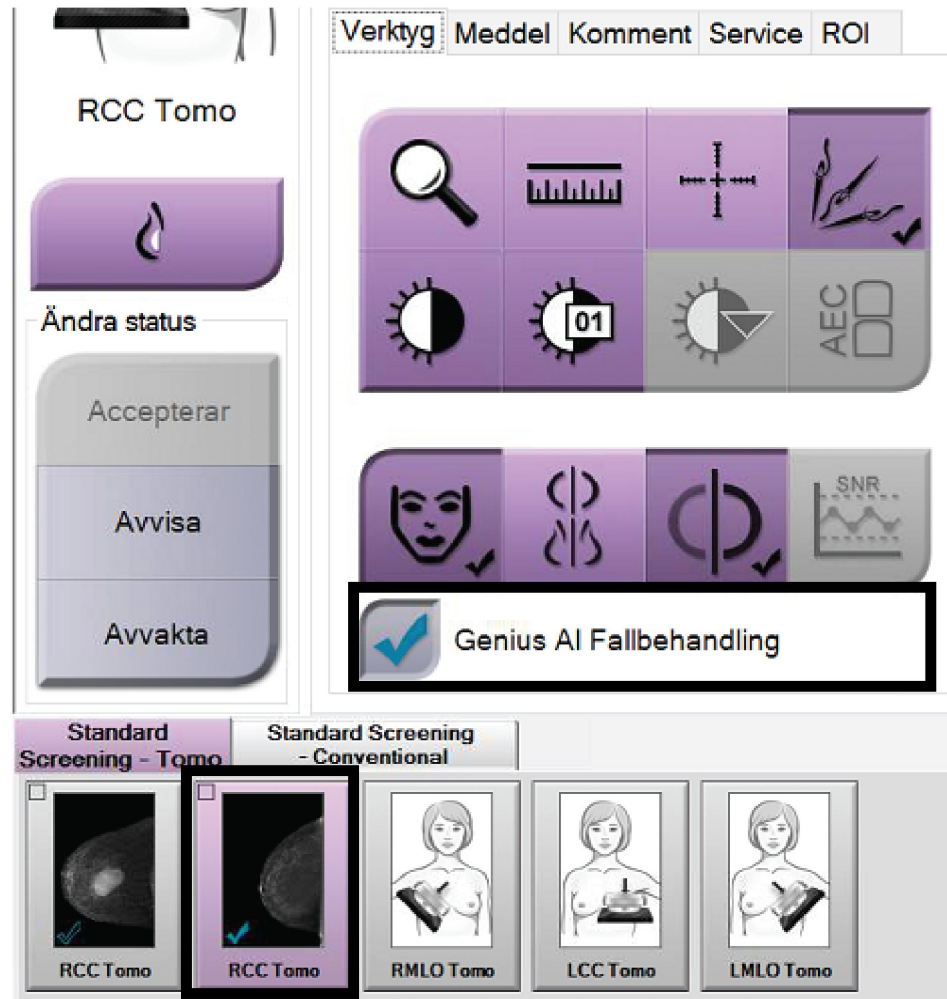 RCC Tomo
Ändra status
Accepterar
Avvisa
Avvakta
Verktyg Meddel Komment Service ROI
01
AEC
SNR
Genius AI Fallbehandling
Standard
Screening - Tomo
Standard Screening
- Conventional
RCC Tomo
RCC Tomo
RMLO Tomo
LCC Tomo
LMLO Tomo